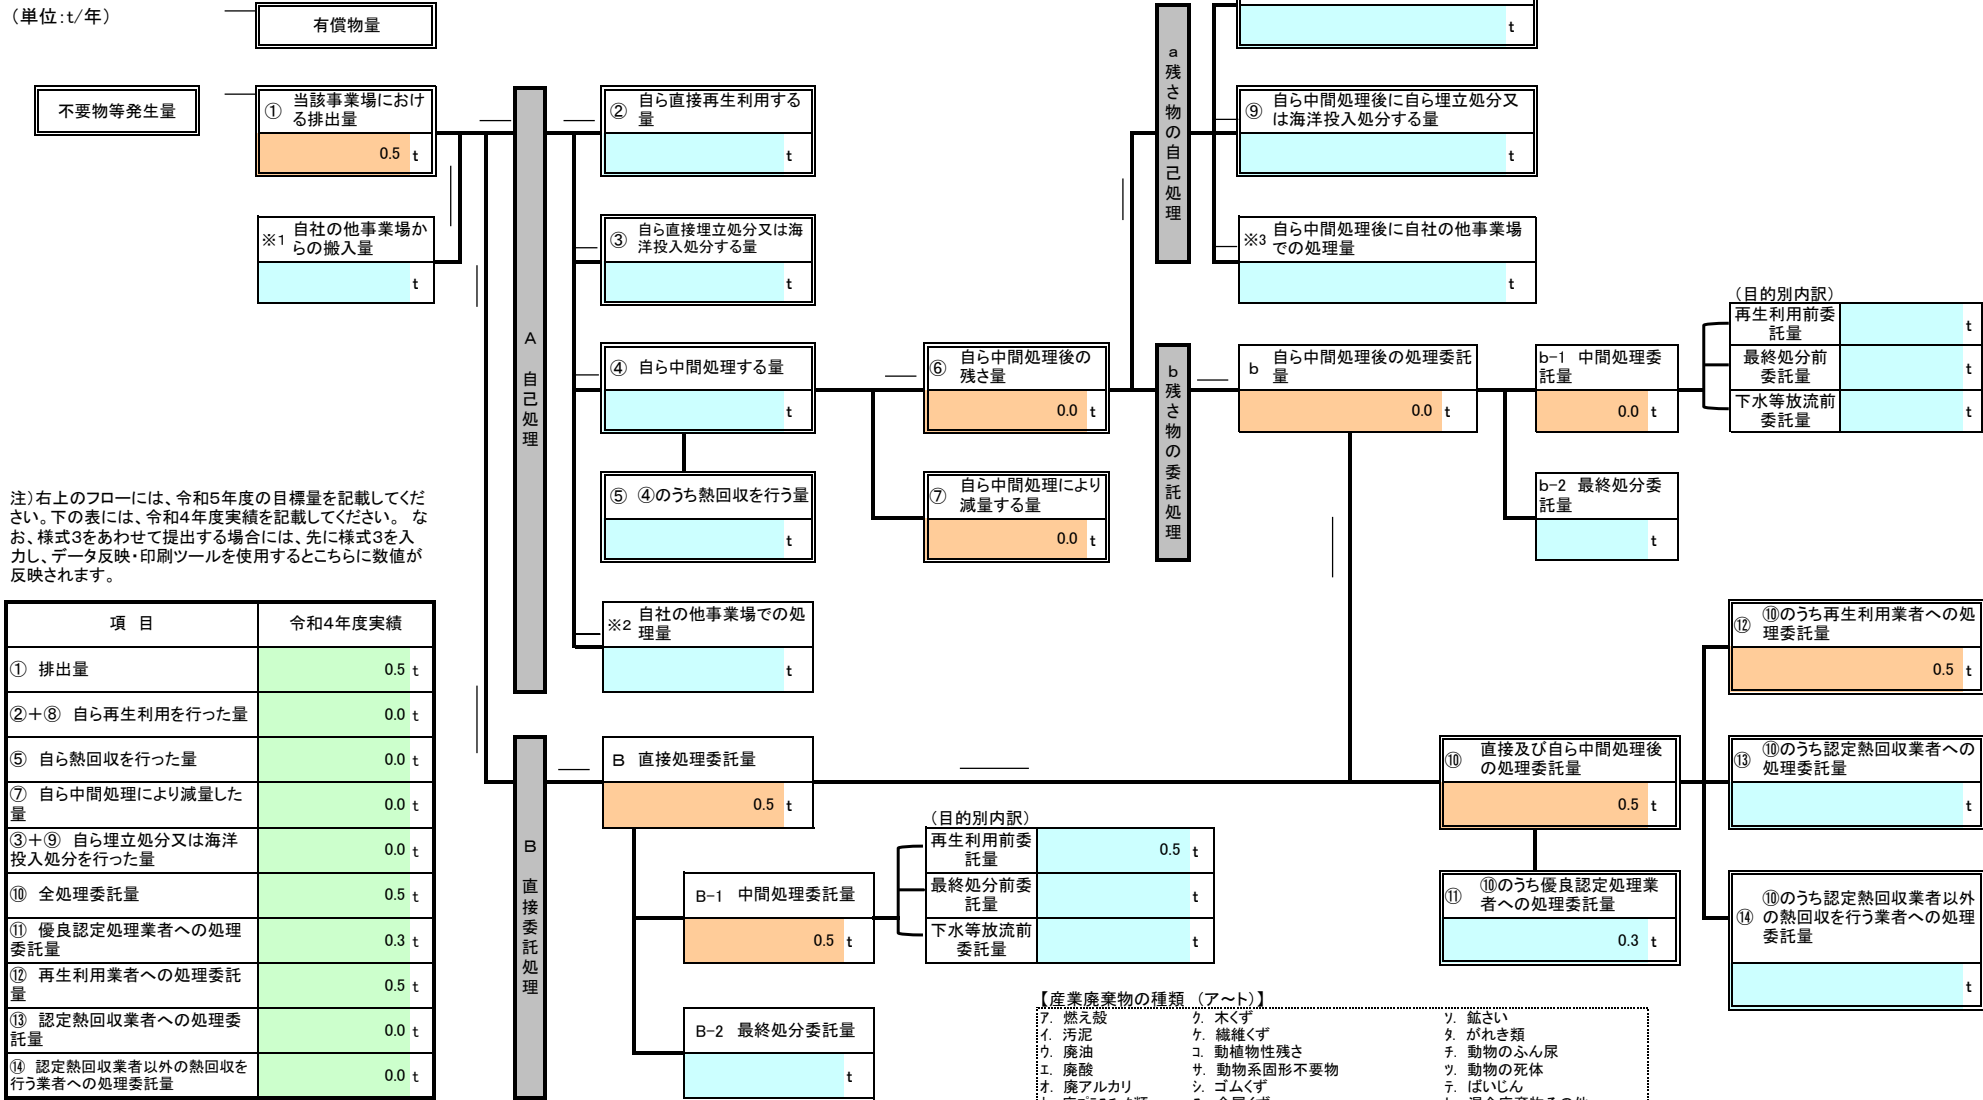 （単位：ｔ/年）
有償物量
不要物等発生量
① 当該事業場におけ
る排出量
0.5 t
※1 自社の他事業場か
らの搬入量
t
A 自己処理
② 自ら直接再生利用する
量
t
③ 自ら直接埋立処分又は海
洋投入処分する量
t
④ 自ら中間処理する量
t
⑤ ④のうち熱回収を行う量
t
※2 自社の他事業場での処
理量
t
⑥ 自ら中間処理後の
残さ量
0.0 t
⑦ 自ら中間処理により
減量する量
0.0 t
a 残さ物の自己処理
t
⑨ 自ら中間処理後に自ら埋立処分又
は海洋投入処分する量
t
※3 自ら中間処理後に自社の他事業場
での処理量
t
b 残さ物の委託処理
b 自ら中間処理後の処理委託
量
0.0 t
b-1 中間処理委
託量
0.0 t
b-2 最終処分委
託量
t
（目的別内訳）
再生利用前委
託量
t
最終処分前
委託量
t
下水等放流前
委託量
t
注）右上のフローには、令和５年度の目標量を記載してくだ
さい。下の表には、令和４年度実績を記載してください。 な
お、様式３をあわせて提出する場合には、先に様式３を入
力し、データ反映・印刷ツールを使用するとこちらに数値が
反映されます。
項 目 令和４年度実績
① 排出量 0.5 t
②＋⑧ 自ら再生利用を行った量 0.0 t
⑤ 自ら熱回収を行った量 0.0 t
⑦ 自ら中間処理により減量した
量 0.0 t
③＋⑨ 自ら埋立処分又は海洋
投入処分を行った量 0.0 t
⑩ 全処理委託量 0.5 t
⑪ 優良認定処理業者への処理
委託量 0.3 t
⑫ 再生利用業者への処理委託
量 0.5 t
⑬ 認定熱回収業者への処理委
託量 0.0 t
⑭ 認定熱回収業者以外の熱回収を
行う業者への処理委託量 0.0 t
B 直接委託処理
B 直接処理委託量
0.5 t
B-1 中間処理委託量
0.5 t
B-2 最終処分委託量
t
（目的別内訳）
再生利用前委
託量
0.5 t
最終処分前委
託量
t
下水等放流前
委託量
t
⑩ 直接及び自ら中間処理後
の処理委託量
0.5 t
⑪ ⑩のうち優良認定処理業
者への処理委託量
0.3 t
⑫ ⑩のうち再生利用業者への処
理委託量
0.5 t
⑬ ⑩のうち認定熱回収業者への
処理委託量
t
⑭ ⑩のうち認定熱回収業者以外
の熱回収を行う業者への処理
委託量
t
【産業廃棄物の種類 （ア～ト）】
ｱ. 燃え殻 ｸ. 木くず ｿ. 鉱さい
ｲ. 汚泥 ｹ. 繊維くず ﾀ. がれき類
ｳ. 廃油 ｺ. 動植物性残さ ﾁ. 動物のふん尿
ｴ. 廃酸 ｻ. 動物系固形不要物 ﾂ. 動物の死体
ｵ. 廃アルカリ ｼ. ゴムくず ﾃ. ばいじん